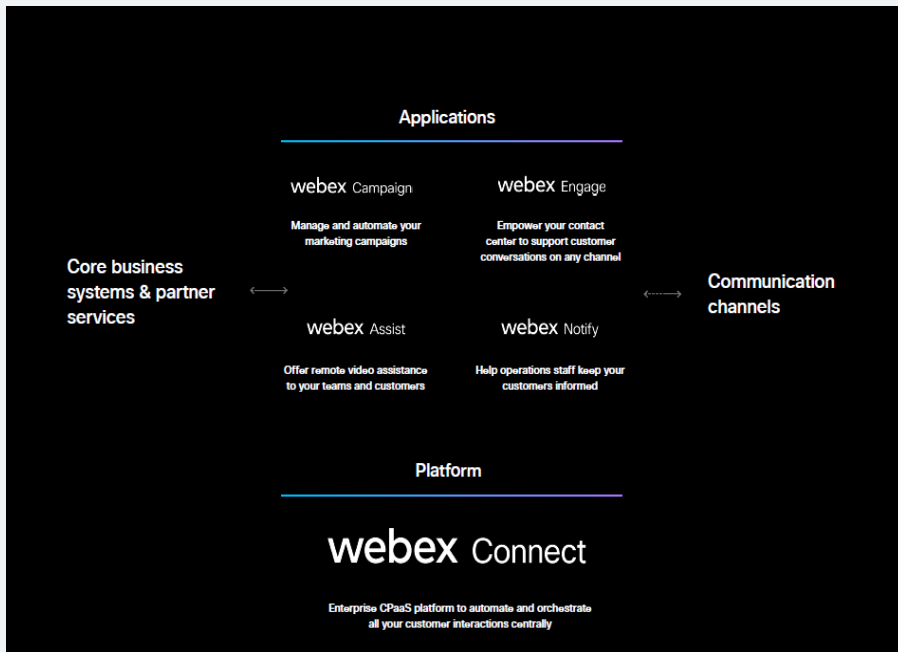 Applications
webex Campaign
webex Engage
Manage and automate your
marketing campaigns
Empower your contact
center to support customer
conversations on any channel
Core business
systems & partner
services
Communication
channels
webex Assist
webex Notify
Offer remote video assistance
to your teams and customers
Help operations staff keep your
customers informed
Platform
webex Connect
Enterprise CPaaS platform to automate and orchestrate
all your customer interactions centrally